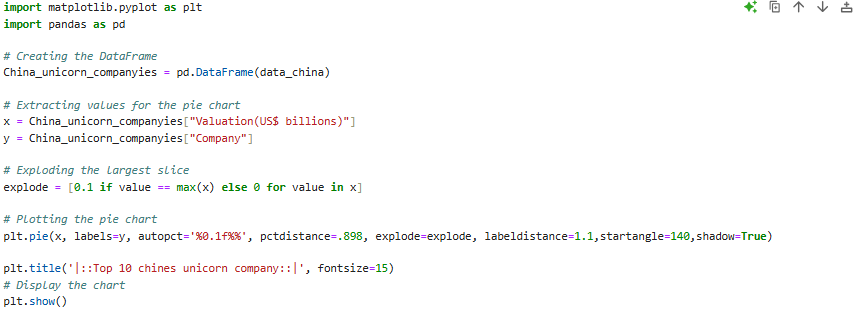 import matplotlib.pyplot as plt
import pandas as pd
# Creating the DataFrame
China_unicorn_companyies = pd.DataFrame(data_china)
# Extracting values for the pie chart
x = China_unicorn_companyies["Valuation(US$ billions)"]
y = China_unicorn_companyies["Company"]
# Exploding the largest slice
explode = [0.1 if value == max(x) else 0 for value in x]
# Plotting the pie chart
plt.pie(x, labels=y, autopct='%0.1f%%', pctdistance=.898, explode=explode, labeldistance=1.1,startangle=140,shadow=True)
plt.title('|::Top 10 chines unicorn company::|', fontsize=15)
# Display the chart
plt.show()